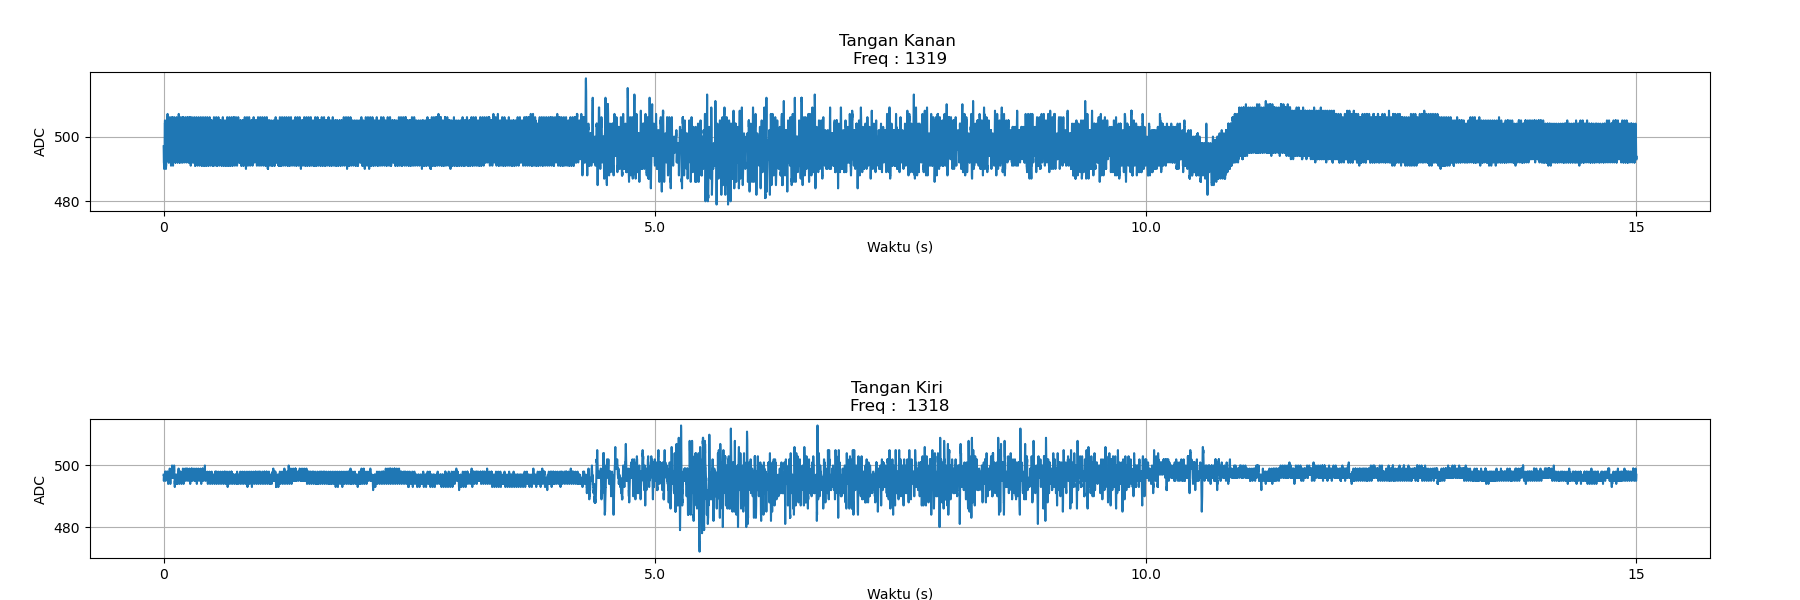 Tangan Kanan
Freq : 1319
ADC
500
480
0 5.0 10.0 15
Waktu (s)
Tangan Kiri
Freq :  1318
ADC
500
480
0 5.0 10.0 15
Waktu (s)